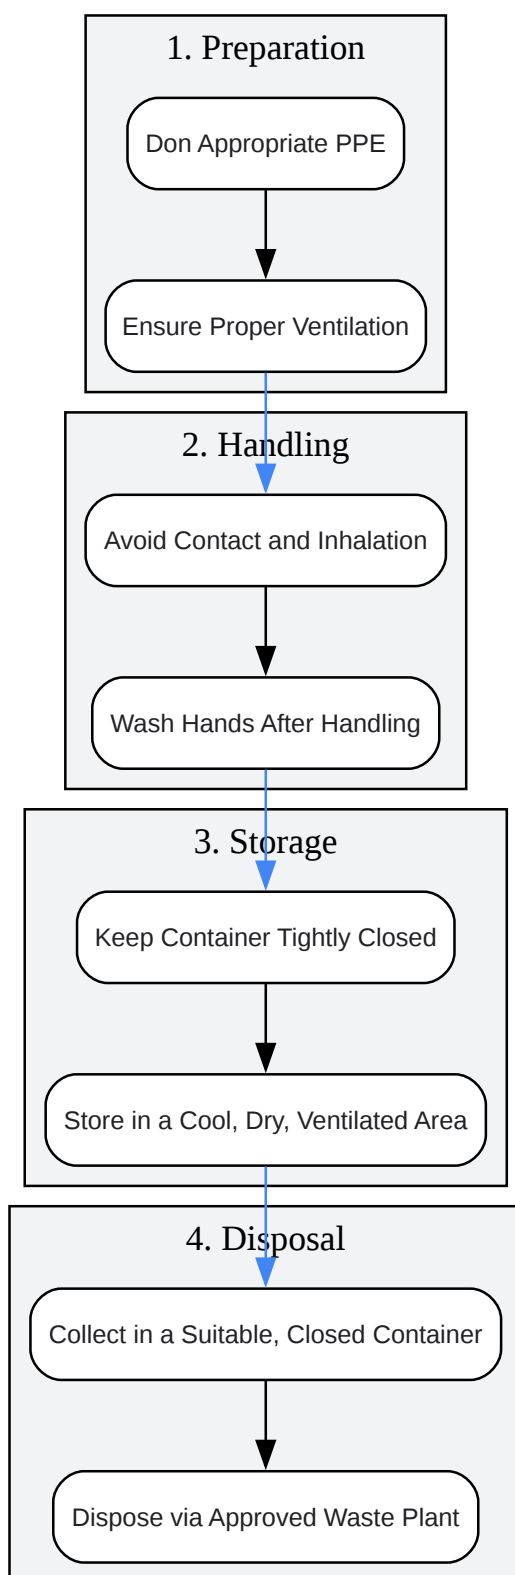 1. Preparation
Don Appropriate PPE
Ensure Proper Ventilation
2. Handling
Avoid Contact and Inhalation
Wash Hands After Handling
3. Storage
Keep Container Tightly Closed
Store in a Cool, Dry, Ventilated Area
4. Disposal
Collect in a Suitable, Closed Container
Dispose via Approved Waste Plant